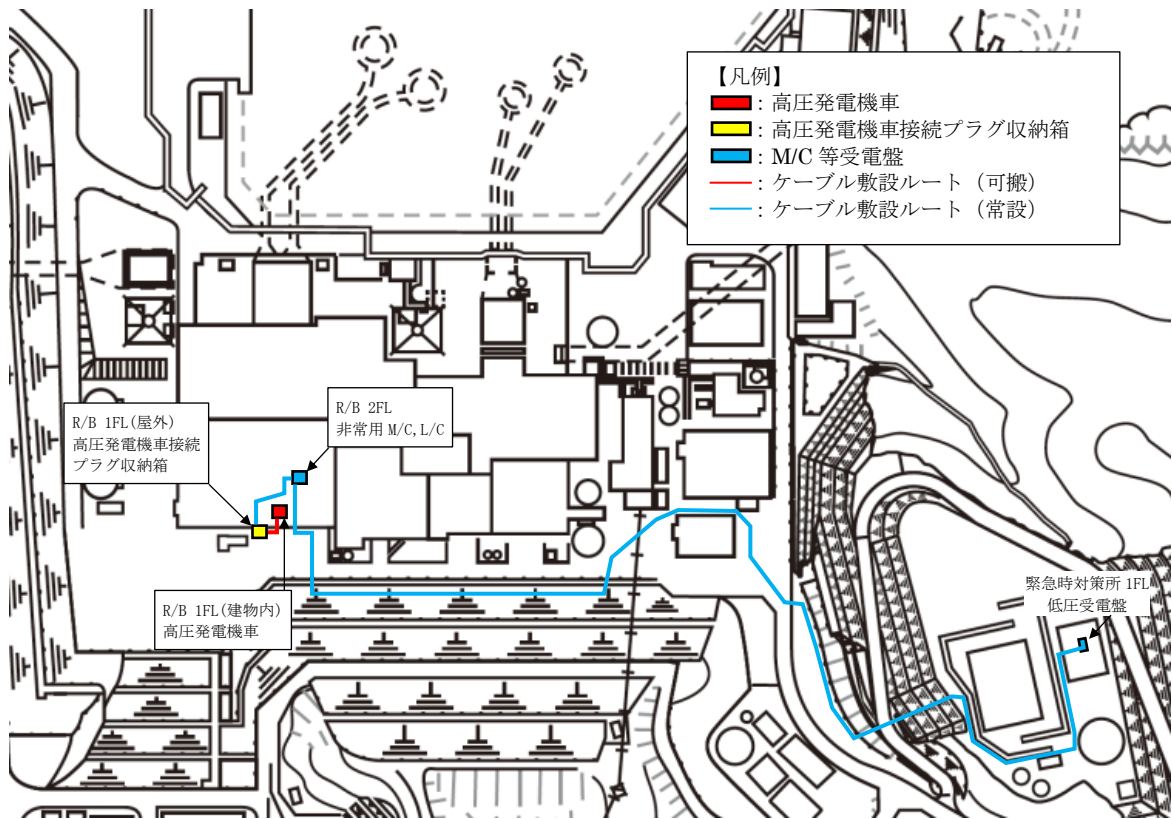 【凡例】
：高圧発電機車
：高圧発電機車接続プラグ収納箱
：M/C 等受電盤
：ケーブル敷設ルート（可搬）
：ケーブル敷設ルート（常設）
R/B 1FL(屋外)
高圧発電機車接続
プラグ収納箱
R/B 2FL
非常用 M/C, L/C
R/B 1FL(建物内)
高圧発電機車
緊急時対策所 1FL
低圧受電盤